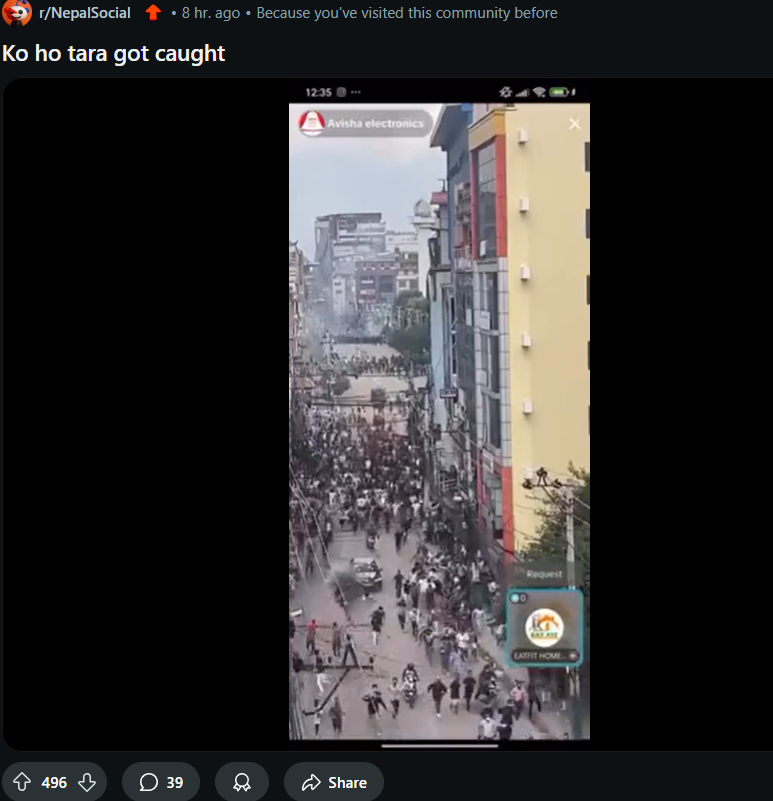 r/NepalSocial • 8 hr. ago • Because you've visited this community before
Ko ho tara got caught
12:35
Avisha electronics
Request
0
EATFIT HOME...
496
39
Share